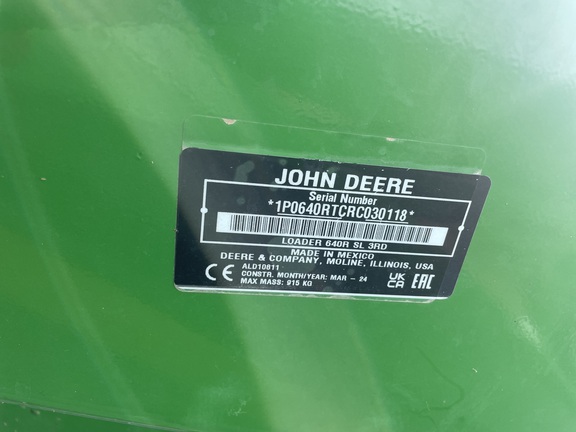 JOHN DEERE
Serial Number
*1P0640RTCRC030118*
LOADER 640R SL 3RD
MADE IN MEXICO
DEERE & COMPANY, MOLINE, ILLINOIS, USA
CE ALD10811
CONSTR. MONTH/YEAR: MAR - 24
MAX MASS: 915 KG
UK CA EAC